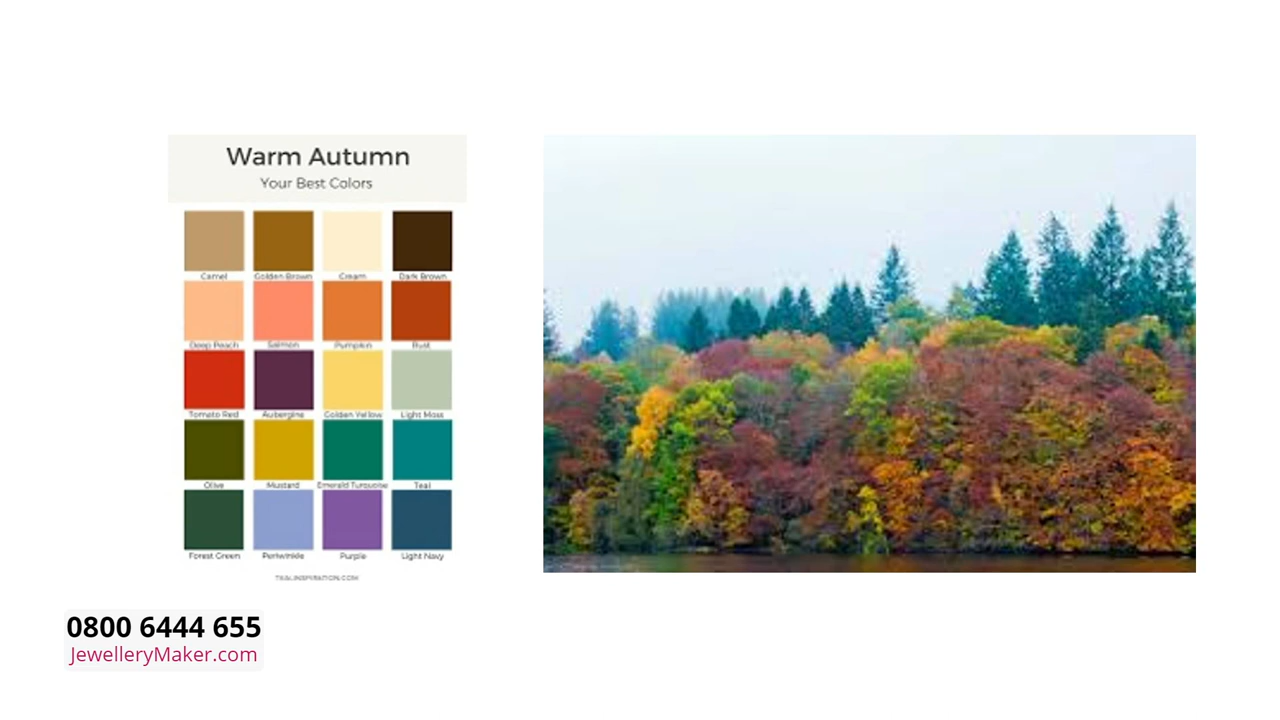 Warm Autumn
Your Best Colors
Camel Golden Brown Cream Dark Brown
Deep Peach Salmon Pumpkin Rust
Tomato Red Aubergine Golden Yellow Light Moss
Olive Mustard Emerald Turquoise Teal
Forest Green Periwinkle Purple Light Navy
TEALINSPIRATION.COM
0800 6444 655
JewelleryMaker.com